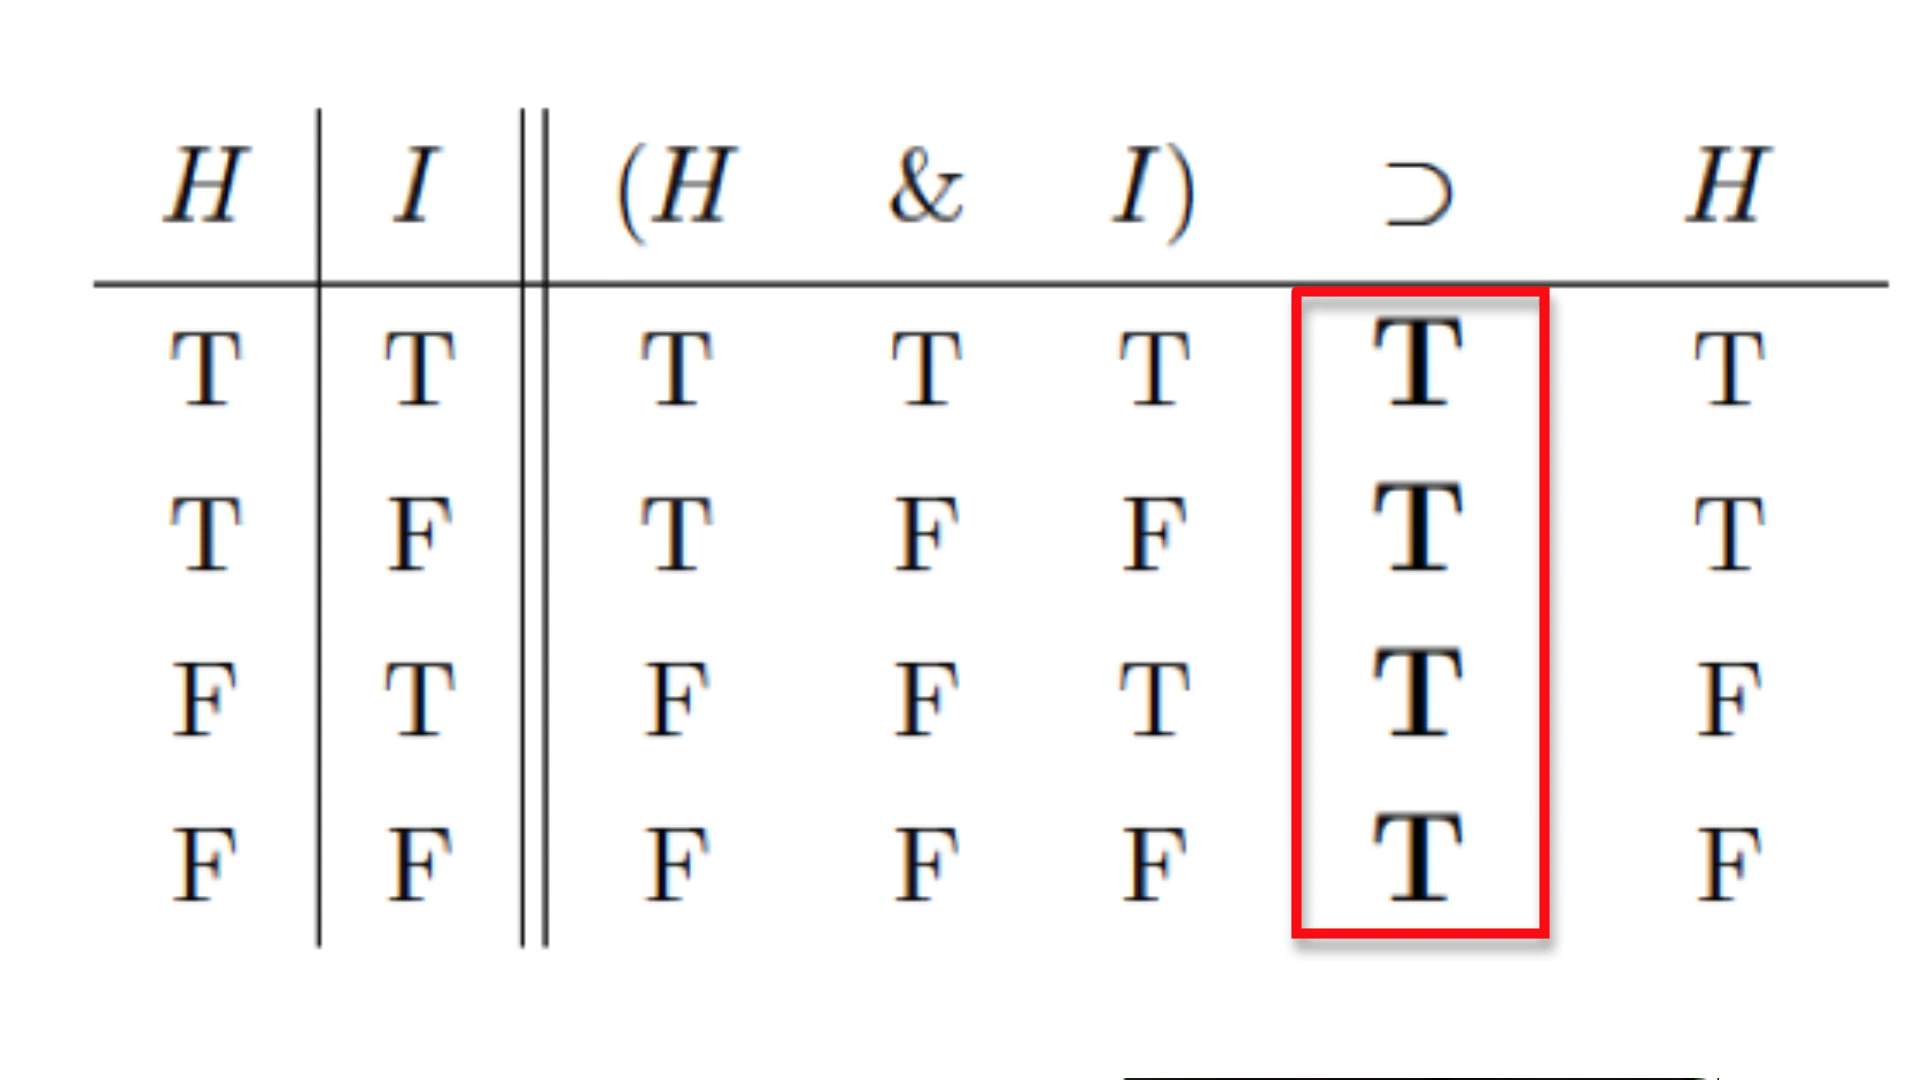 H I (H & I) ⊃ H
T T T T T T T
T F T F F T T
F T F F T T F
F F F F F T F